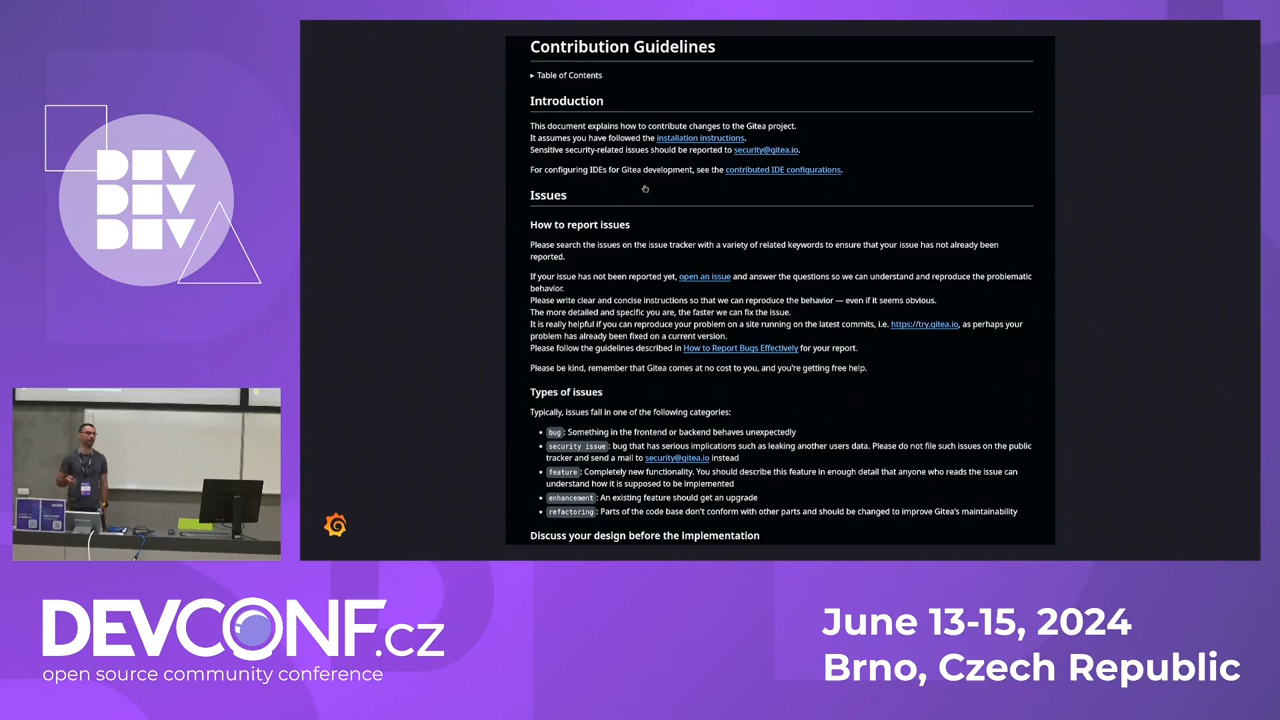 DEV
DEV
DEV
Contribution Guidelines
▸ Table of Contents
Introduction
This document explains how to contribute changes to the Gitea project.
It assumes you have followed the installation instructions.
Sensitive security-related issues should be reported to security@gitea.io.
For configuring IDEs for Gitea development, see the contributed IDE configurations.
Issues
How to report issues
Please search the issues on the issue tracker with a variety of related keywords to ensure that your issue has not already been
reported.
If your issue has not been reported yet, open an issue and answer the questions so we can understand and reproduce the problematic
behavior.
Please write clear and concise instructions so that we can reproduce the behavior — even if it seems obvious.
The more detailed and specific you are, the faster we can fix the issue.
It is really helpful if you can reproduce your problem on a site running on the latest commits, i.e. https://try.gitea.io, as perhaps your
problem has already been fixed on a current version.
Please follow the guidelines described in How to Report Bugs Effectively for your report.
Please be kind, remember that Gitea comes at no cost to you, and you're getting free help.
Types of issues
Typically, issues fall in one of the following categories:
• bug: Something in the frontend or backend behaves unexpectedly
• security issue: bug that has serious implications such as leaking another users data. Please do not file such issues on the public
tracker and send a mail to security@gitea.io instead
• feature: Completely new functionality. You should describe this feature in enough detail that anyone who reads the issue can
understand how it is supposed to be implemented
• enhancement: An existing feature should get an upgrade
• refactoring: Parts of the code base don't conform with other parts and should be changed to improve Gitea's maintainability
Discuss your design before the implementation
DEVCONF.cz
open source community conference
June 13-15, 2024
Brno, Czech Republic